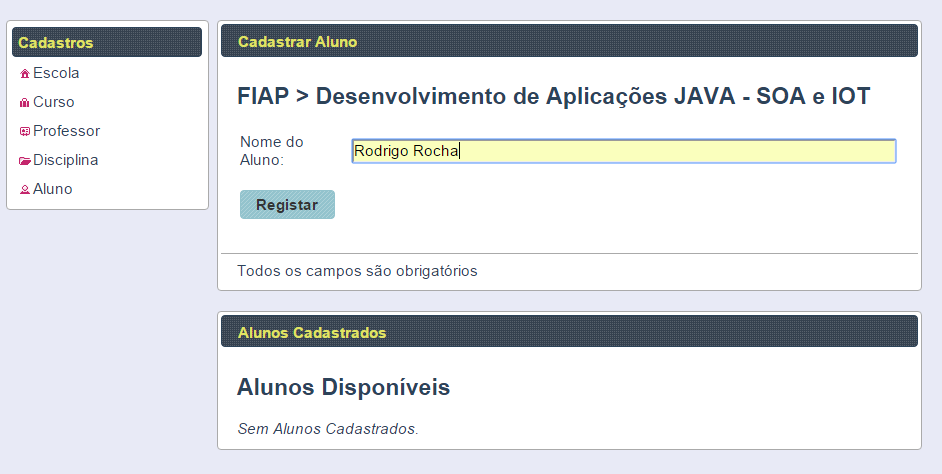 Cadastros
Escola
Curso
Professor
Disciplina
Aluno
Cadastrar Aluno
FIAP > Desenvolvimento de Aplicações JAVA - SOA e IOT
Nome do
Aluno:
Rodrigo Rocha
Registar
Todos os campos são obrigatórios
Alunos Cadastrados
Alunos Disponíveis
Sem Alunos Cadastrados.